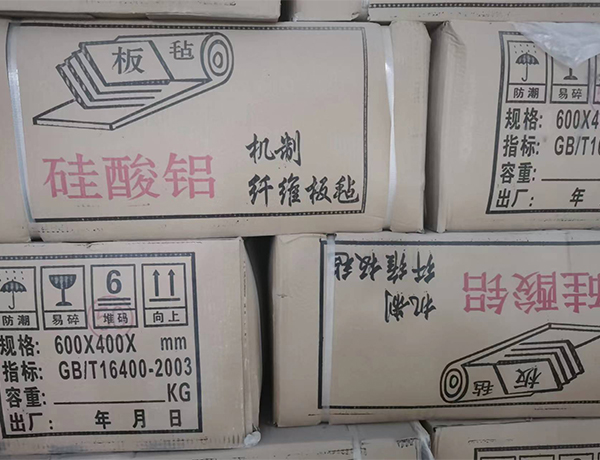 板 毡
硅酸铝
机制
纤维板毡
防潮 易碎
规格: 600X4
指标: GB/T1
容重:
出厂: 年
6
防潮 易碎 堆码 向上
规格: 600X400X mm
指标: GB/T16400-2003
容重: KG
出厂: 年 月 日
硅酸铝
机制
纤维板毡
板 毡